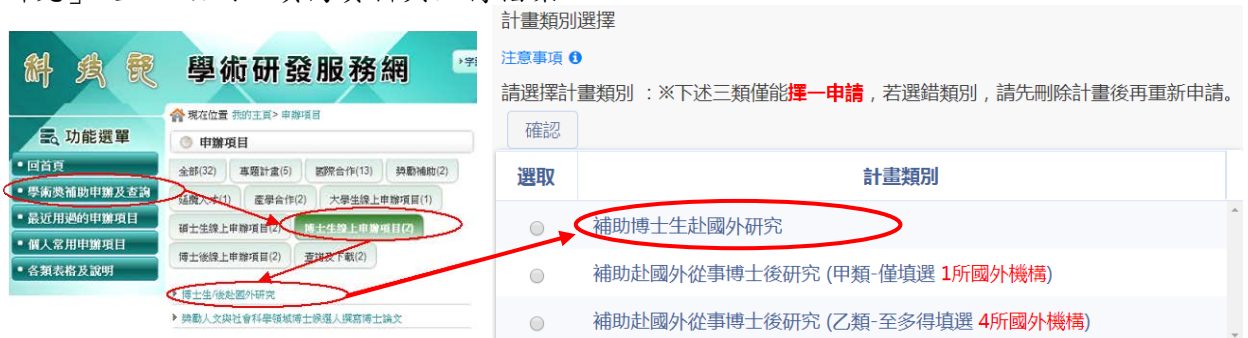 計畫類別選擇
注意事項
請選擇計畫類別 ：※下述三類僅能擇一申請，若選錯類別，請先刪除計畫後再重新申請。
確認
選取 計畫類別
補助博士生赴國外研究
補助赴國外從事博士後研究 (甲類-僅填選 1所國外機構)
補助赴國外從事博士後研究 (乙類-至多得填選 4所國外機構)
科技部 學術研發服務網
現在位置 我的主頁> 申辦項目
功能選單
回首頁
學術獎補助申辦及查詢
最近用過的申辦項目
個人常用申辦項目
各類表格及說明
申辦項目
全部(32) 專題計畫(5) 國際合作(13) 獎勵補助(2)
延攬人才(1) 產學合作(2) 大學生線上申辦項目(1)
碩士生線上申辦項目(2) 博士生線上申辦項目(2)
博士後線上申辦項目(2) 查詢及下載(2)
博士生/後赴國外研究
獎勵人文與社會科學領域博士候選人撰寫博士論文